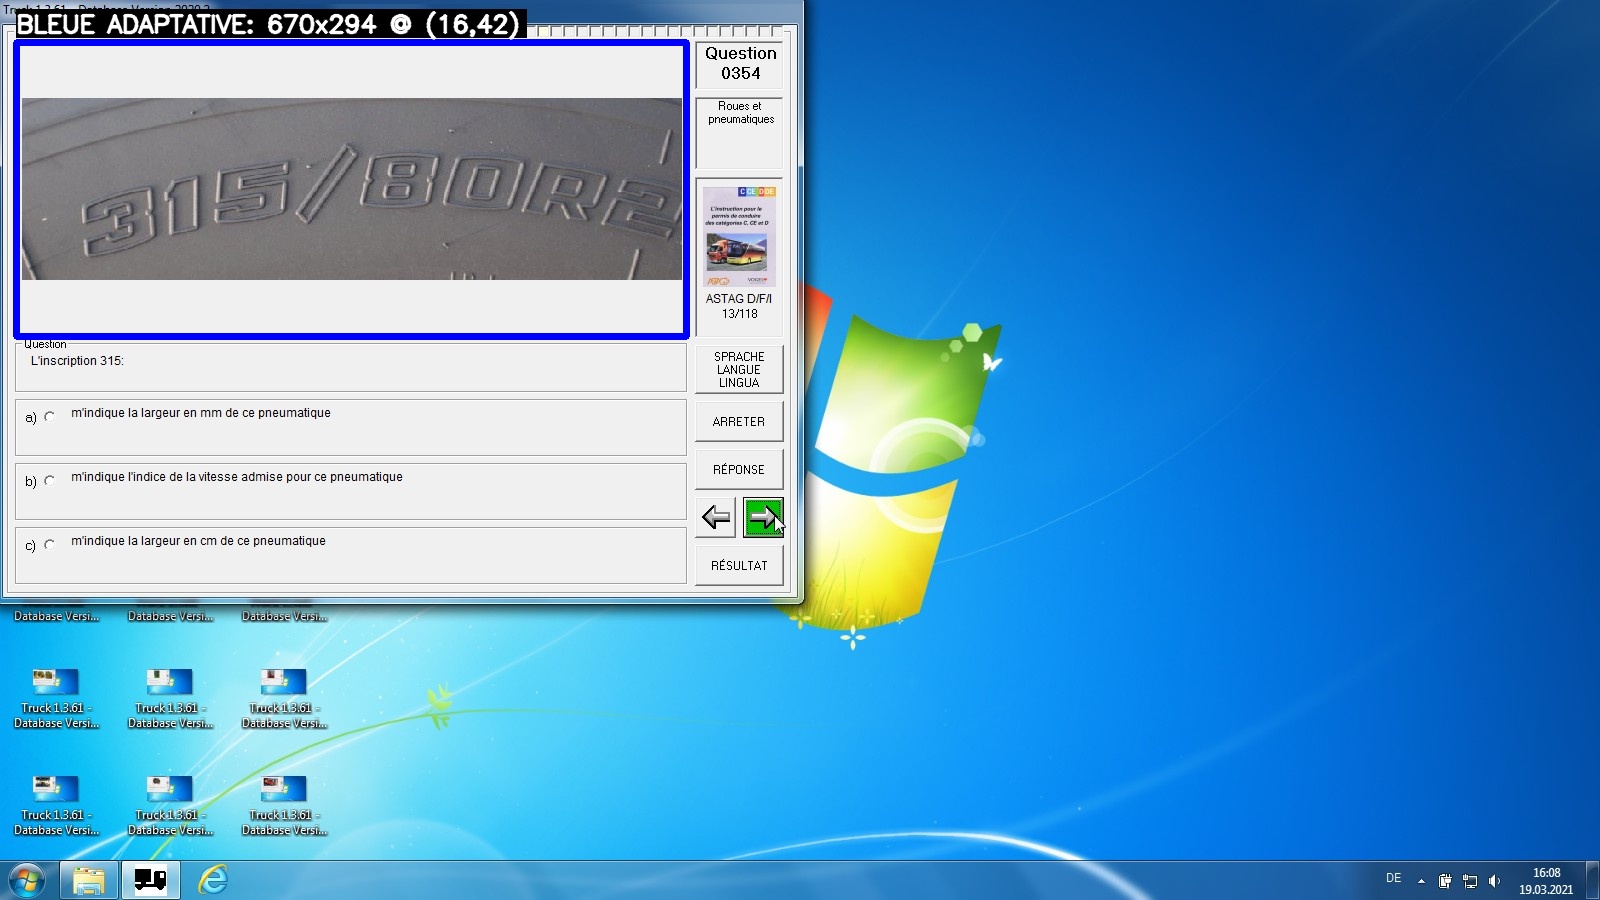 BLEUE ADAPTATIVE: 670x294 @ (16,42)
315/80R2
Question
0354
Roues et
pneumatiques
C CE D DE
L'instruction pour le
permis de conduire
des catégories C, CE et D
ASTAG D/F/I
13/118
Question
L'inscription 315:
a) m'indique la largeur en mm de ce pneumatique
b) m'indique l'indice de la vitesse admise pour ce pneumatique
c) m'indique la largeur en cm de ce pneumatique
SPRACHE
LANGUE
LINGUA
ARRETER
RÉPONSE
RÉSULTAT
Database Versi... Database Versi... Database Versi...
Truck 1.3.61 - Truck 1.3.61 - Truck 1.3.61 -
Database Versi... Database Versi... Database Versi...
Truck 1.3.61 - Truck 1.3.61 - Truck 1.3.61 -
Database Versi... Database Versi... Database Versi...
DE
16:08
19.03.2021